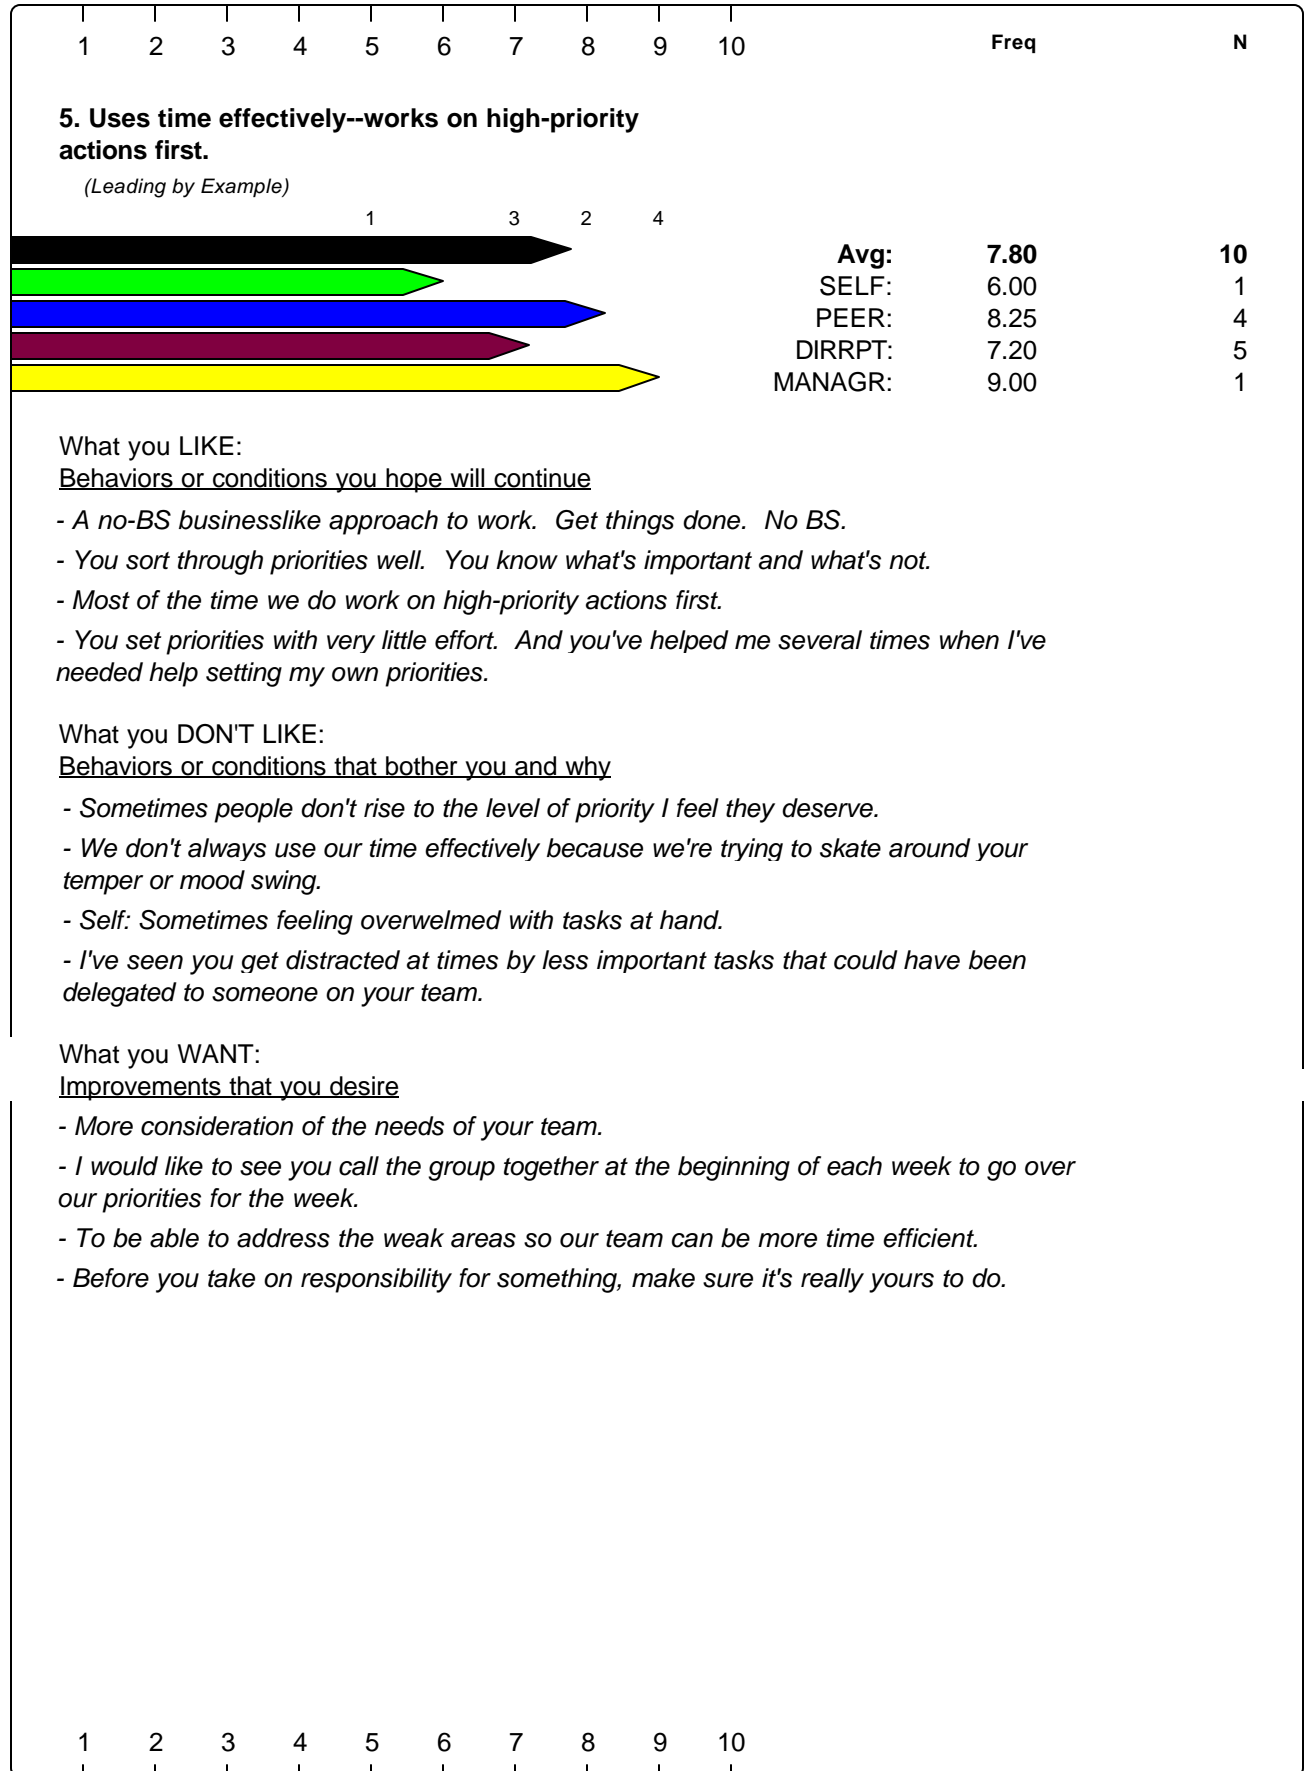 1 2 3 4 5 6 7 8 9 10 Freq N
5. Uses time effectively--works on high-priority
actions first.
(Leading by Example)
1 3 2 4
Avg: 7.80 10
SELF: 6.00 1
PEER: 8.25 4
DIRRPT: 7.20 5
MANAGR: 9.00 1
What you LIKE:
Behaviors or conditions you hope will continue
- A no-BS businesslike approach to work.  Get things done.  No BS.
- You sort through priorities well.  You know what's important and what's not.
- Most of the time we do work on high-priority actions first.
- You set priorities with very little effort.  And you've helped me several times when I've
needed help setting my own priorities.
What you DON'T LIKE:
Behaviors or conditions that bother you and why
- Sometimes people don't rise to the level of priority I feel they deserve.
- We don't always use our time effectively because we're trying to skate around your
temper or mood swing.
- Self: Sometimes feeling overwelmed with tasks at hand.
- I've seen you get distracted at times by less important tasks that could have been
delegated to someone on your team.
What you WANT:
Improvements that you desire
- More consideration of the needs of your team.
- I would like to see you call the group together at the beginning of each week to go over
our priorities for the week.
- To be able to address the weak areas so our team can be more time efficient.
- Before you take on responsibility for something, make sure it's really yours to do.
1 2 3 4 5 6 7 8 9 10